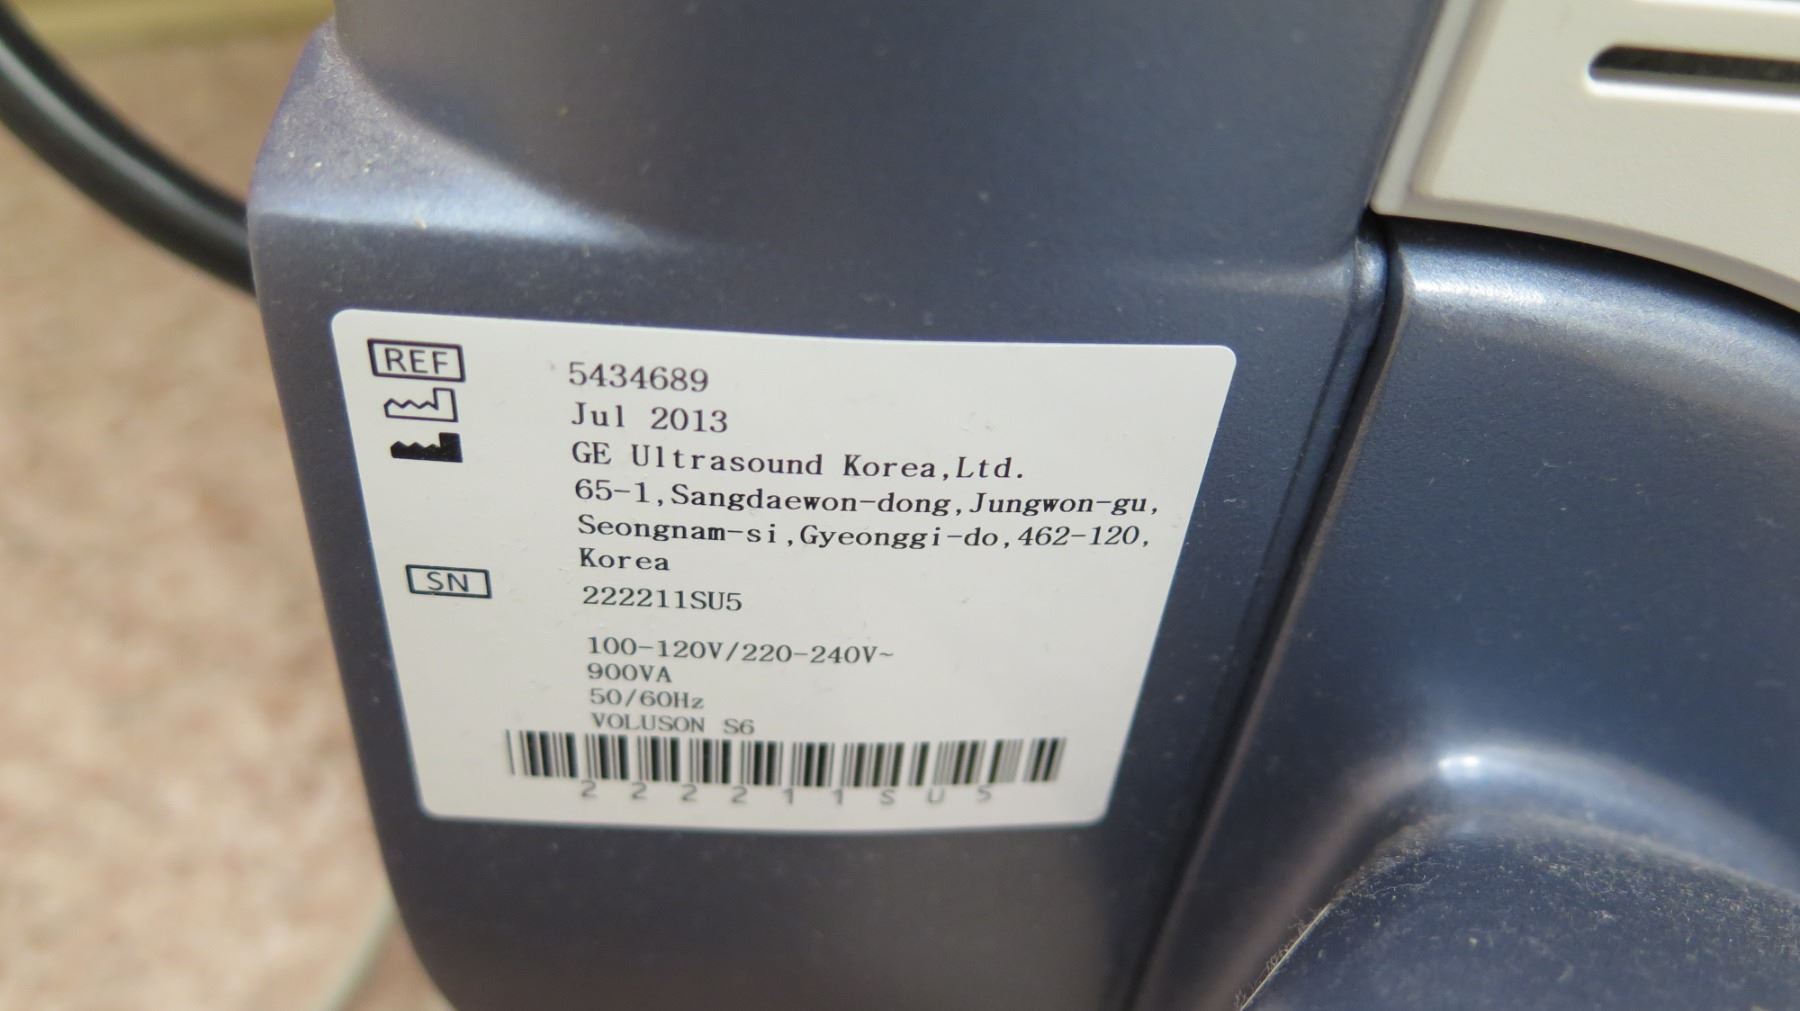 REF 5434689
Jul 2013
GE Ultrasound Korea,Ltd.
65-1,Sangdaewon-dong,Jungwon-gu,
Seongnam-si,Gyeonggi-do,462-120,
Korea
SN 222211SU5
100-120V/220-240V~
900VA
50/60Hz
VOLUSON S6
222211SU5